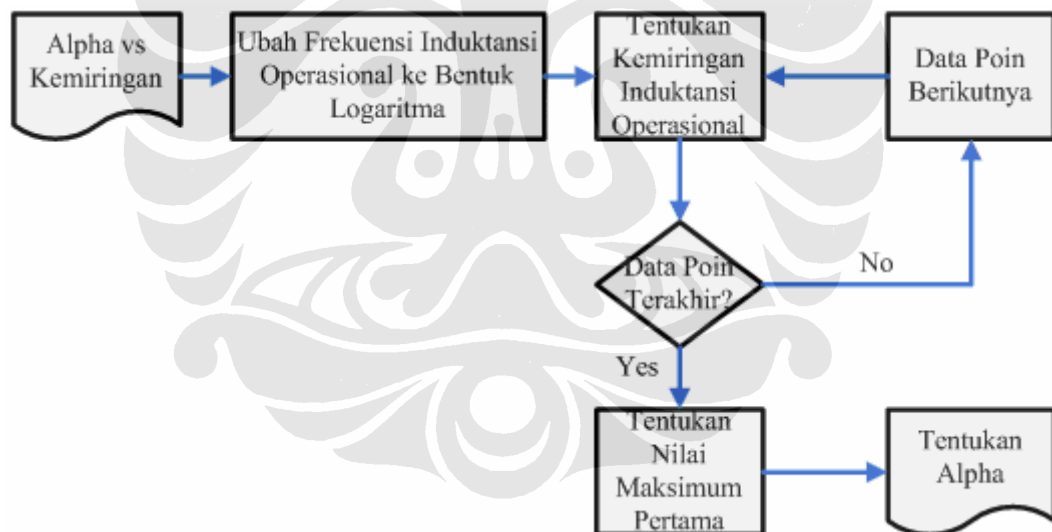 Alpha vs
Kemiringan
Ubah Frekuensi Induktansi
Operasional ke Bentuk
Logaritma
Tentukan
Kemiringan
Induktansi
Operasional
Data Poin
Berikutnya
Data Poin
Terakhir?
No
Yes
Tentukan
Nilai
Maksimum
Pertama
Tentukan
Alpha